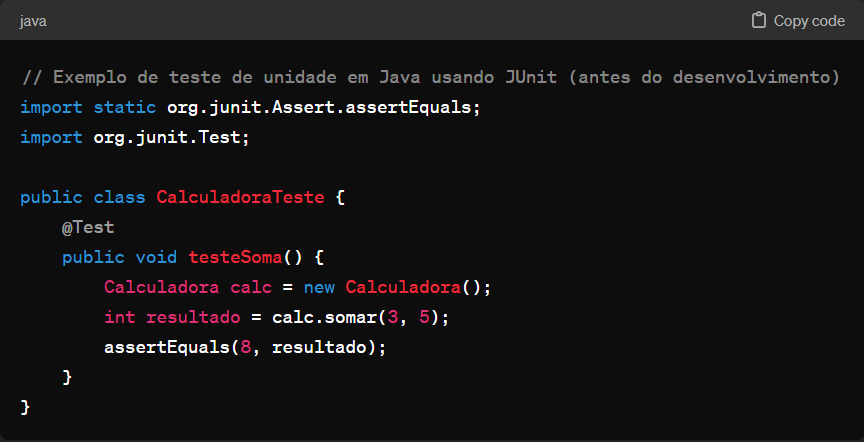 java
Copy code
// Exemplo de teste de unidade em Java usando JUnit (antes do desenvolvimento)
import static org.junit.Assert.assertEquals;
import org.junit.Test;
public class CalculadoraTeste {
@Test
public void testeSoma() {
Calculadora calc = new Calculadora();
int resultado = calc.somar(3, 5);
assertEquals(8, resultado);
}
}